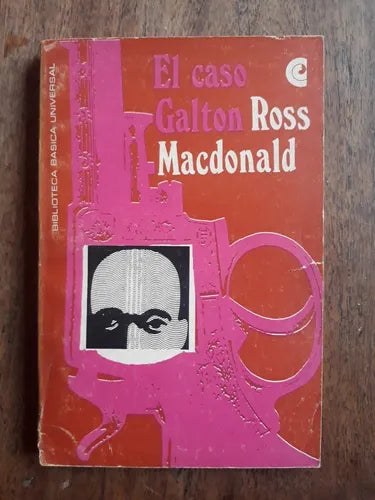 BIBLIOTECA BASICA UNIVERSAL
El caso
Galton Ross
Macdonald